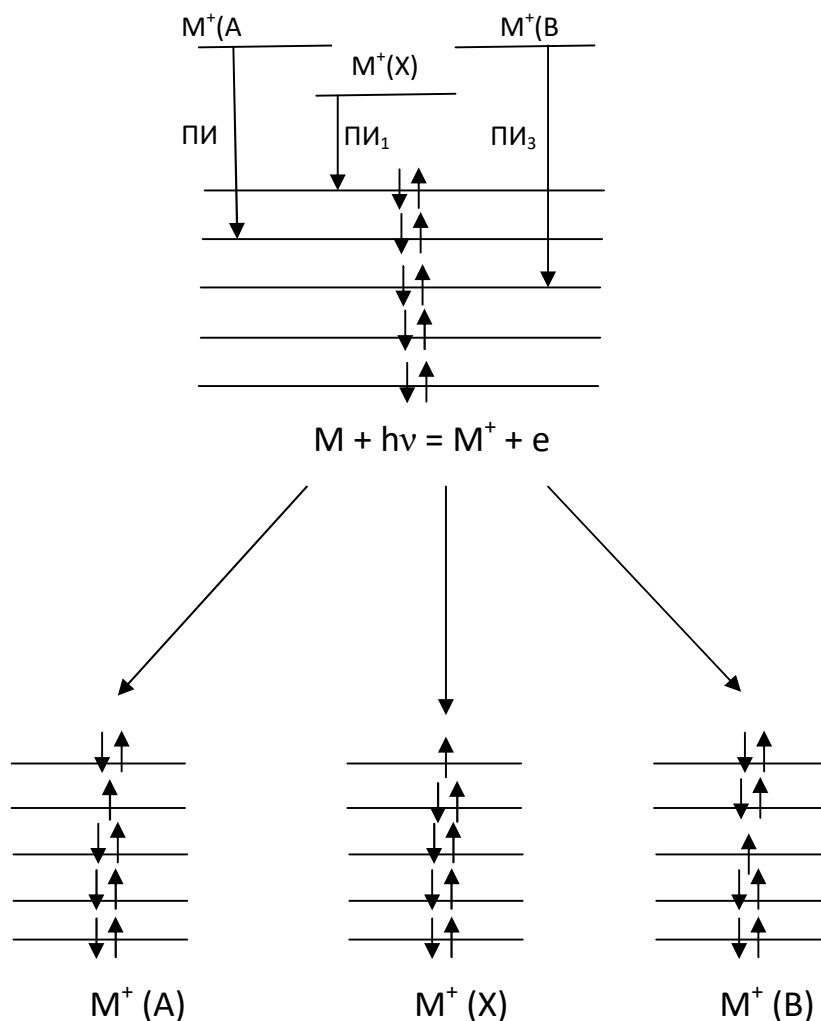 M⁺(A
M⁺(B
M⁺(X)
ПИ
ПИ₁
ПИ₃
M + hν = M⁺ + e
M⁺ (A)
M⁺ (X)
M⁺ (B)